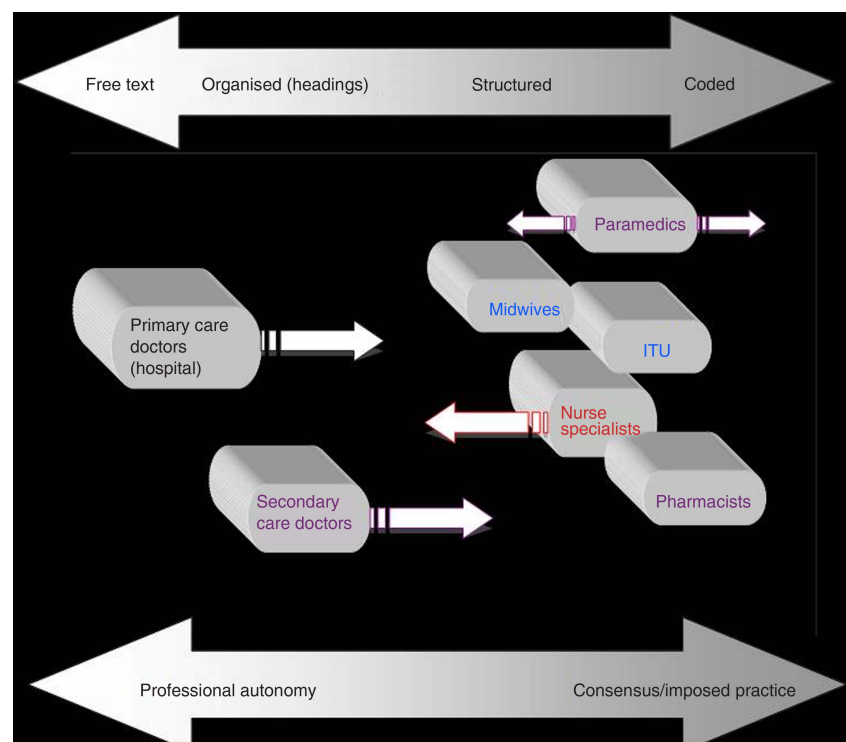 Free text
Organised (headings)
Structured
Coded
Paramedics
Midwives
Primary care
doctors
(hospital)
ITU
Nurse
specialists
Secondary
care doctors
Pharmacists
Professional autonomy
Consensus/imposed practice